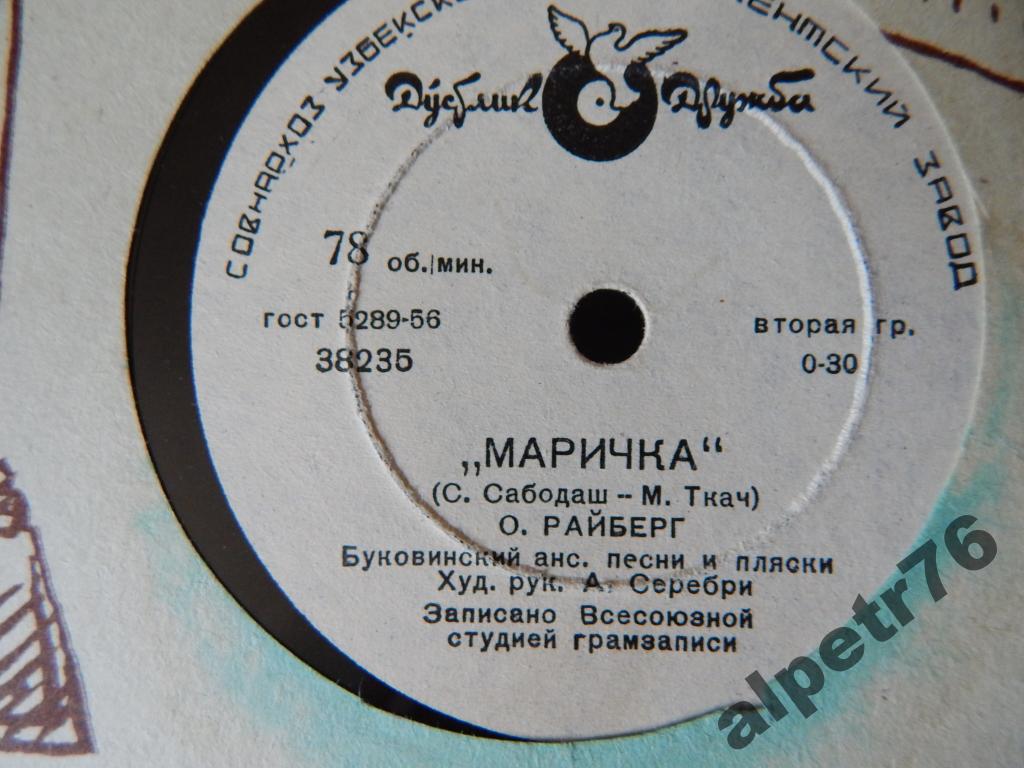 СОВНАРХОЗ УЗБЕКСКО ЕНТСКИЙ ЗАВОД
Дўстлик Дружба
78 об./мин.
гост 5289-56
вторая гр.
38235
0-30
„МАРИЧКА“
(С. Сабодаш – М. Ткач)
О. РАЙБЕРГ
Буковинский анс. песни и пляски
Худ. рук. А. Серебри
Записано Всесоюзной
студией грамзаписи
alpetr76